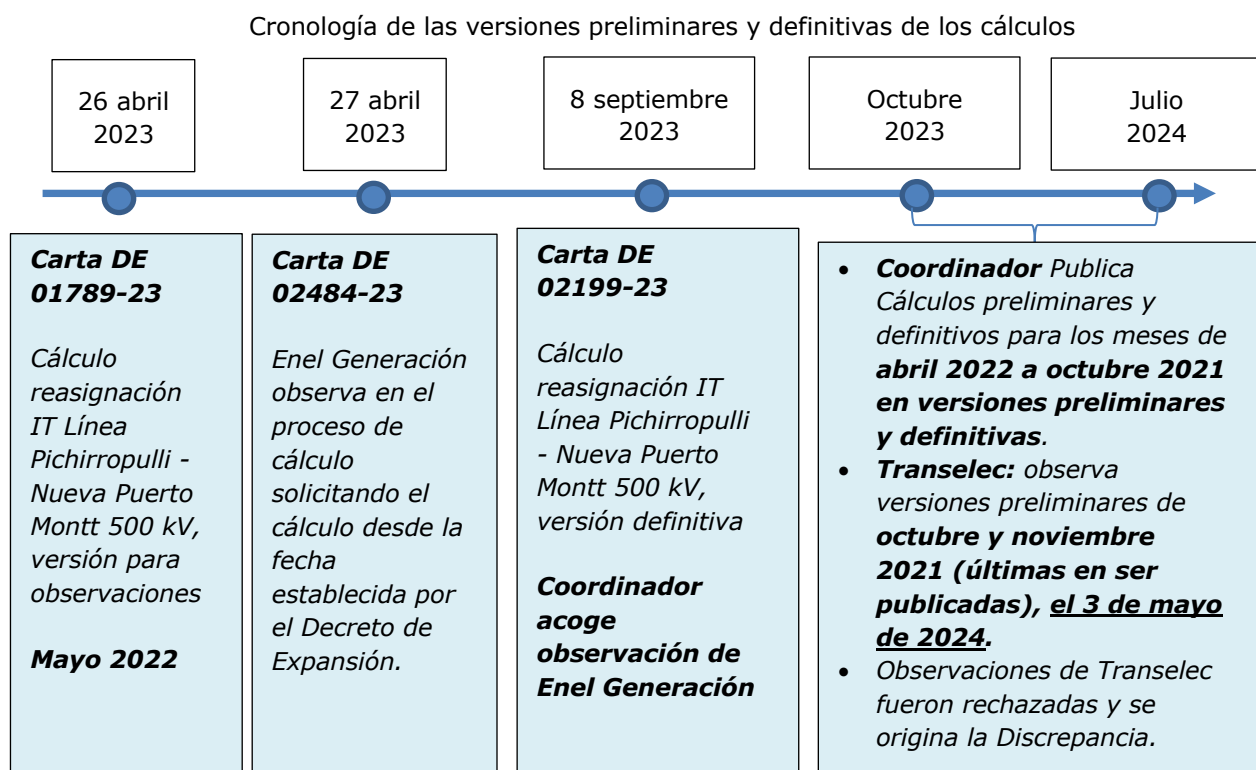 Cronología de las versiones preliminares y definitivas de los cálculos
26 abril
2023
27 abril
2023
8 septiembre
2023
Octubre
2023
Julio
2024
Carta DE
01789-23
Cálculo
reasignación
IT Línea
Pichirropulli -
Nueva Puerto
Montt 500 kV,
versión para
observaciones
Mayo 2022
Carta DE
02484-23
Enel Generación
observa en el
proceso de
cálculo
solicitando el
cálculo desde la
fecha
establecida por
el Decreto de
Expansión.
Carta DE
02199-23
Cálculo
reasignación IT
Línea Pichirropulli
- Nueva Puerto
Montt 500 kV,
versión definitiva
Coordinador
acoge
observación de
Enel Generación
• Coordinador Publica
Cálculos preliminares y
definitivos para los meses de
abril 2022 a octubre 2021
en versiones preliminares
y definitivas.
• Transelec: observa
versiones preliminares de
octubre y noviembre
2021 (últimas en ser
publicadas), el 3 de mayo
de 2024.
• Observaciones de Transelec
fueron rechazadas y se
origina la Discrepancia.